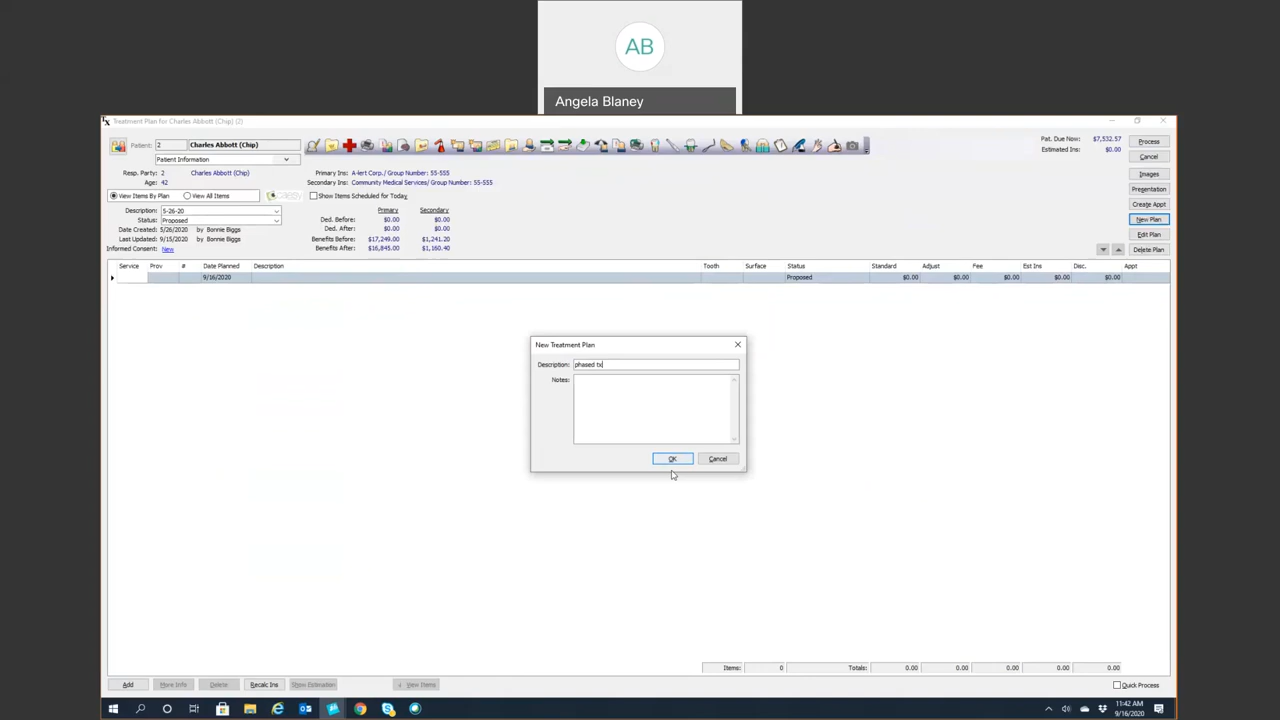 AB
Angela Blaney
Treatment Plan for Charles Abbott (Chip) (2)
Patient: 2 Charles Abbott (Chip)
Patient Information
Resp. Party: 2 Charles Abbott (Chip)
Age: 42
Primary Ins: A-lert Corp./ Group Number: 55-555
Secondary Ins: Community Medical Services/ Group Number: 55-555
Pat. Due Now: $7,532.57
Estimated Ins: $0.00
Process
Cancel
Images
Presentation
Create Appt
New Plan
Edit Plan
Delete Plan
View Items By Plan View All Items
Show Items Scheduled for Today
Description: 5-26-20
Status: Proposed
Date Created: 5/26/2020 by Bonnie Biggs
Last Updated: 9/15/2020 by Bonnie Biggs
Informed Consent: New
Primary Secondary
Ded. Before: $0.00 $0.00
Ded. After: $0.00 $0.00
Benefits Before: $17,249.00 $1,241.20
Benefits After: $16,845.00 $1,160.40
Service Prov # Date Planned Description Tooth Surface Status Standard Adjust Fee Est Ins Disc. Appt
9/16/2020 Proposed $0.00 $0.00 $0.00 $0.00 $0.00
New Treatment Plan
Description: phased tx
Notes:
OK Cancel
Items: 0 Totals: 0.00 0.00 0.00 0.00 0.00
Add More Info Delete Recalc Ins Show Estimation View Items Quick Process
11:42 AM
9/16/2020